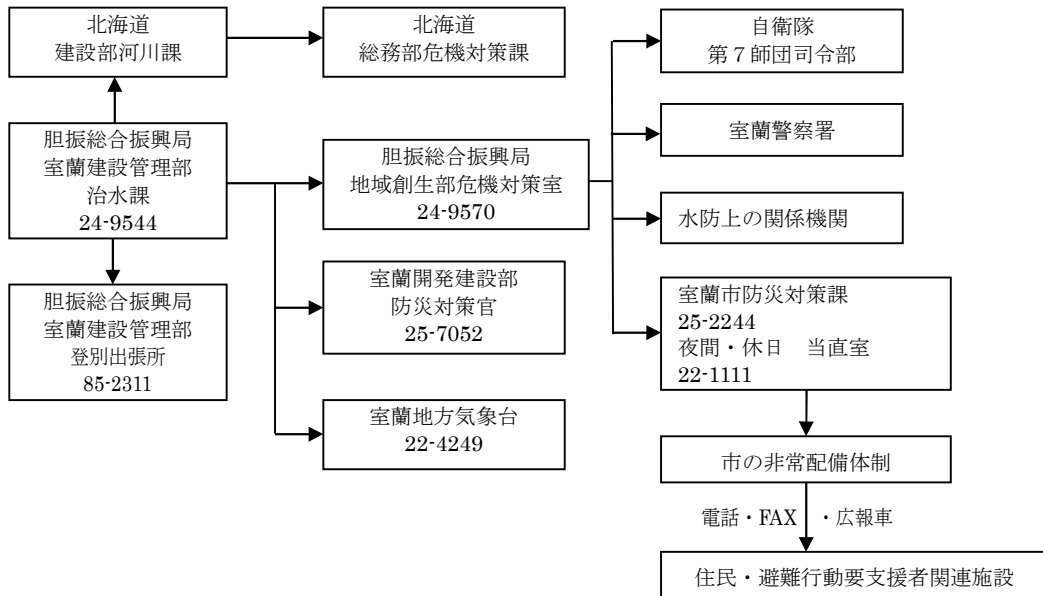 北海道
建設部河川課
北海道
総務部危機対策課
自衛隊
第７師団司令部
胆振総合振興局
室蘭建設管理部
治水課
24-9544
胆振総合振興局
地域創生部危機対策室
24-9570
室蘭警察署
水防上の関係機関
胆振総合振興局
室蘭建設管理部
登別出張所
85-2311
室蘭開発建設部
防災対策官
25-7052
室蘭市防災対策課
25-2244
夜間・休日　当直室
22-1111
室蘭地方気象台
22-4249
市の非常配備体制
電話・FAX ・広報車
住民・避難行動要支援者関連施設